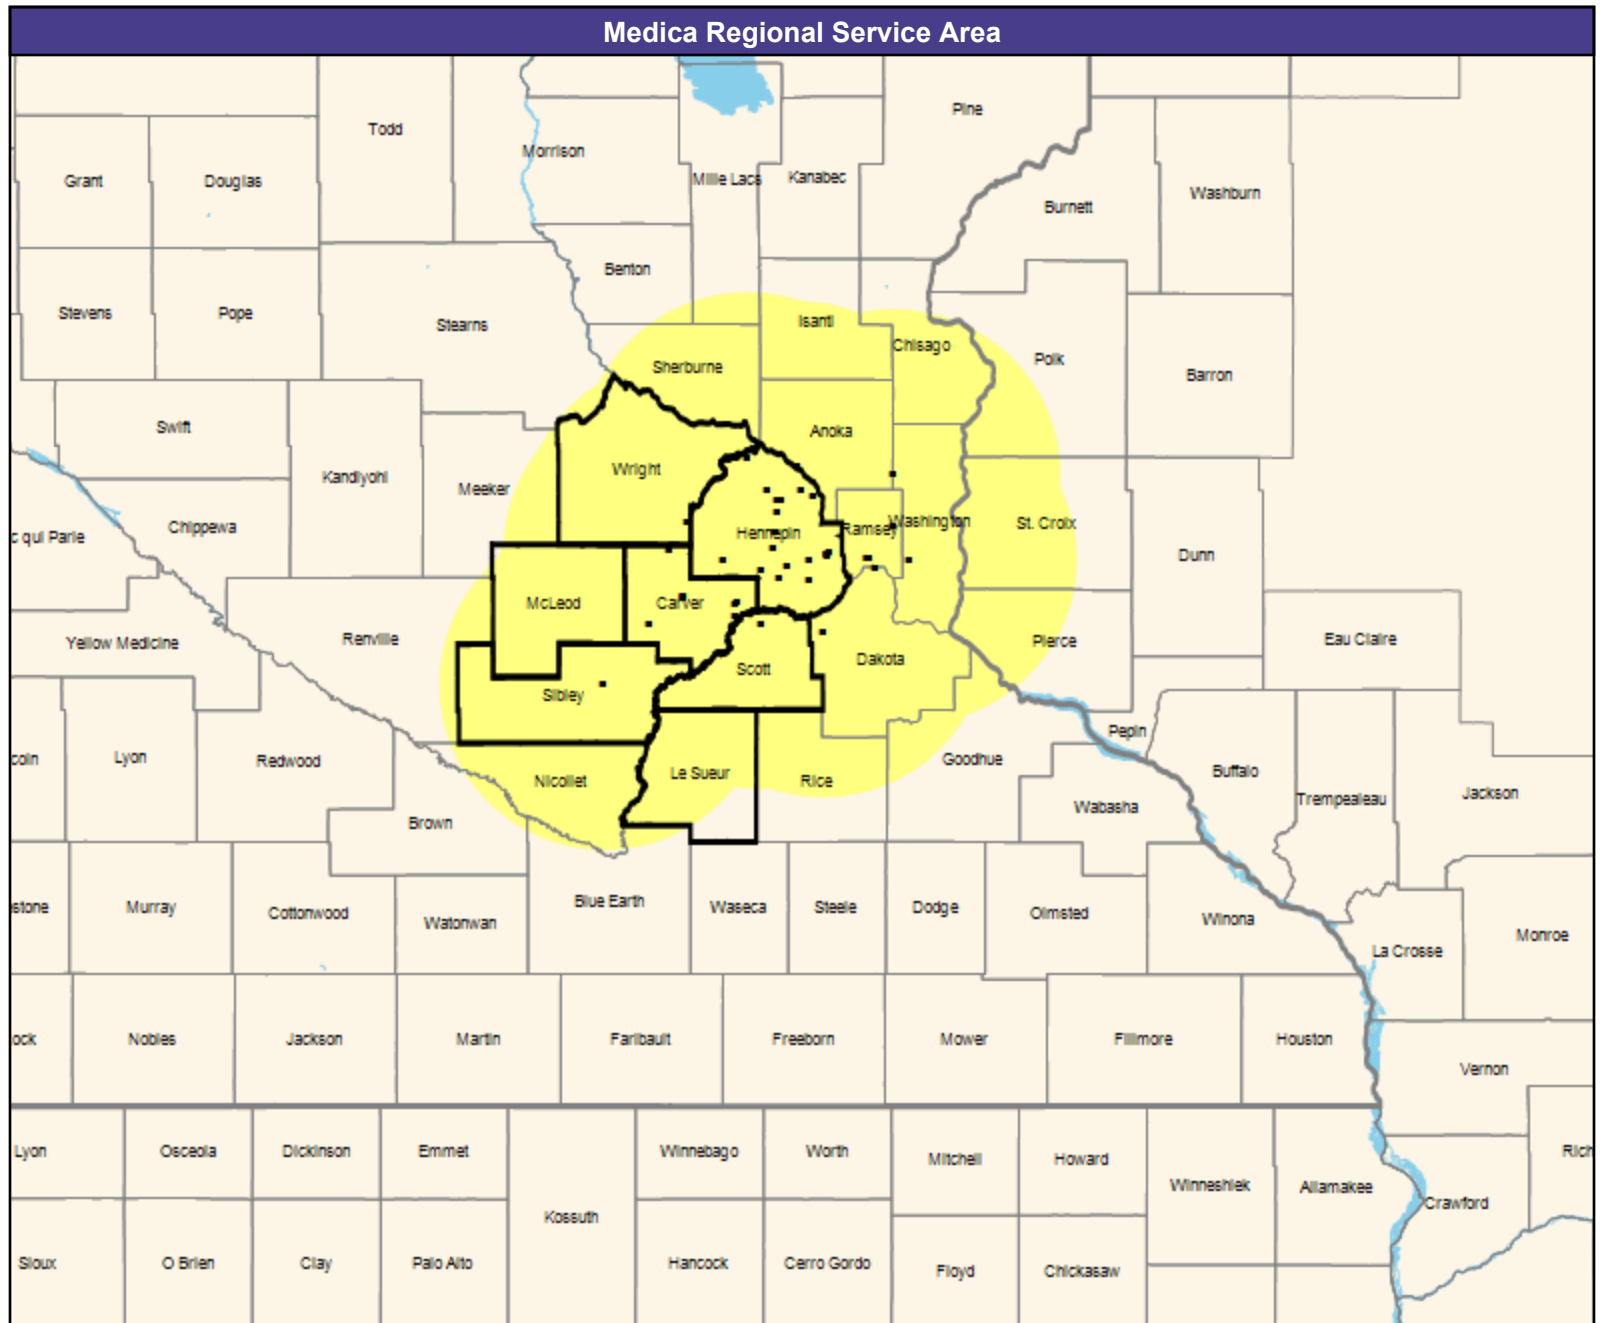 Medica Regional Service Area
Pine
Todd
Morrison
Mille Lacs
Kanabec
Grant
Douglas
Washburn
Burnett
Benton
Stevens
Pope
Stearns
Isanti
Chisago
Sherburne
Polk
Barron
Swift
Anoka
Wright
Kandiyohi
Meeker
Chippewa
Hennepin
Ramsey
Washington
St. Croix
c qui Parle
Dunn
McLeod
Carver
Yellow Medicine
Renville
Pierce
Eau Claire
Scott
Dakota
Sibley
Pepin
coln
Lyon
Redwood
Nicollet
Le Sueur
Rice
Goodhue
Buffalo
Trempealeau
Jackson
Wabasha
Brown
stone
Murray
Cottonwood
Watonwan
Blue Earth
Waseca
Steele
Dodge
Olmsted
Winona
La Crosse
Monroe
ock
Nobles
Jackson
Martin
Faribault
Freeborn
Mower
Fillmore
Houston
Vernon
Lyon
Osceola
Dickinson
Emmet
Winnebago
Worth
Mitchell
Howard
Rich
Winneshiek
Allamakee
Crawford
Kossuth
Sioux
O Brien
Clay
Palo Alto
Hancock
Cerro Gordo
Floyd
Chickasaw